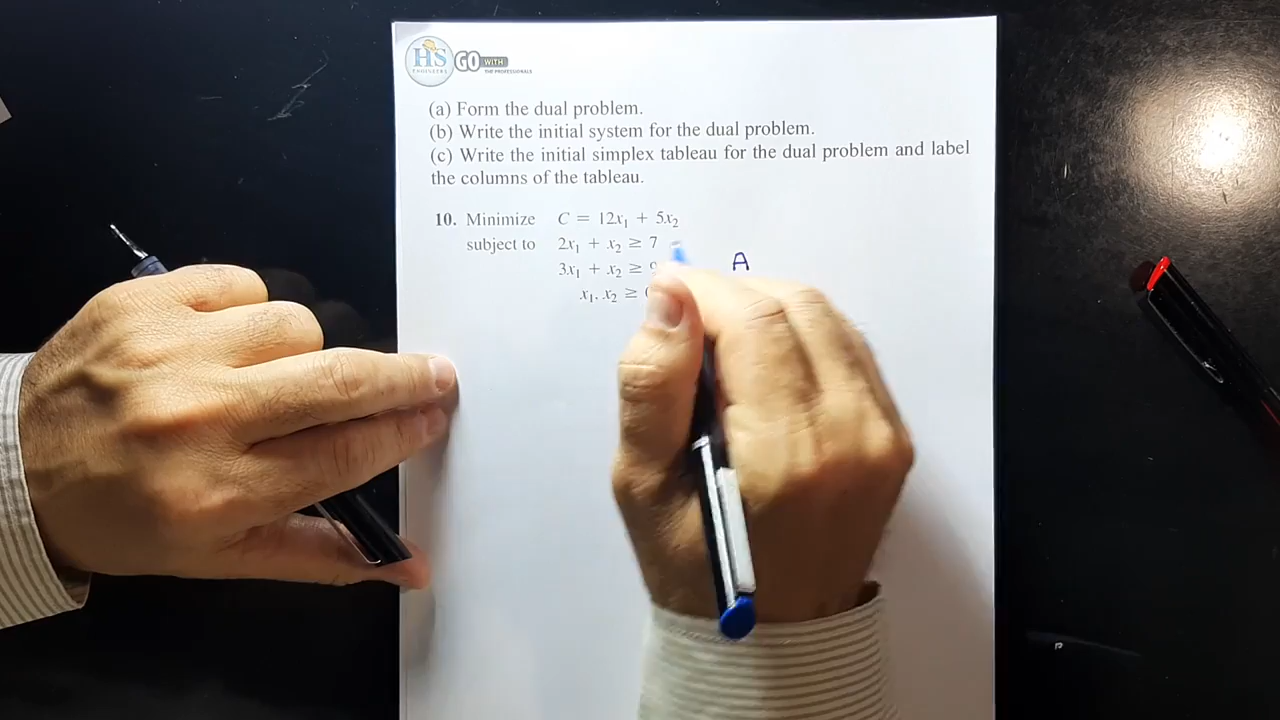 HS
ENGINEERS
GO WITH
THE PROFESSIONALS
(a) Form the dual problem.
(b) Write the initial system for the dual problem.
(c) Write the initial simplex tableau for the dual problem and label
the columns of the tableau.
10. Minimize C = 12x₁ + 5x₂
subject to 2x₁ + x₂ ≥ 7
3x₁ + x₂ ≥
x₁, x₂ ≥
A